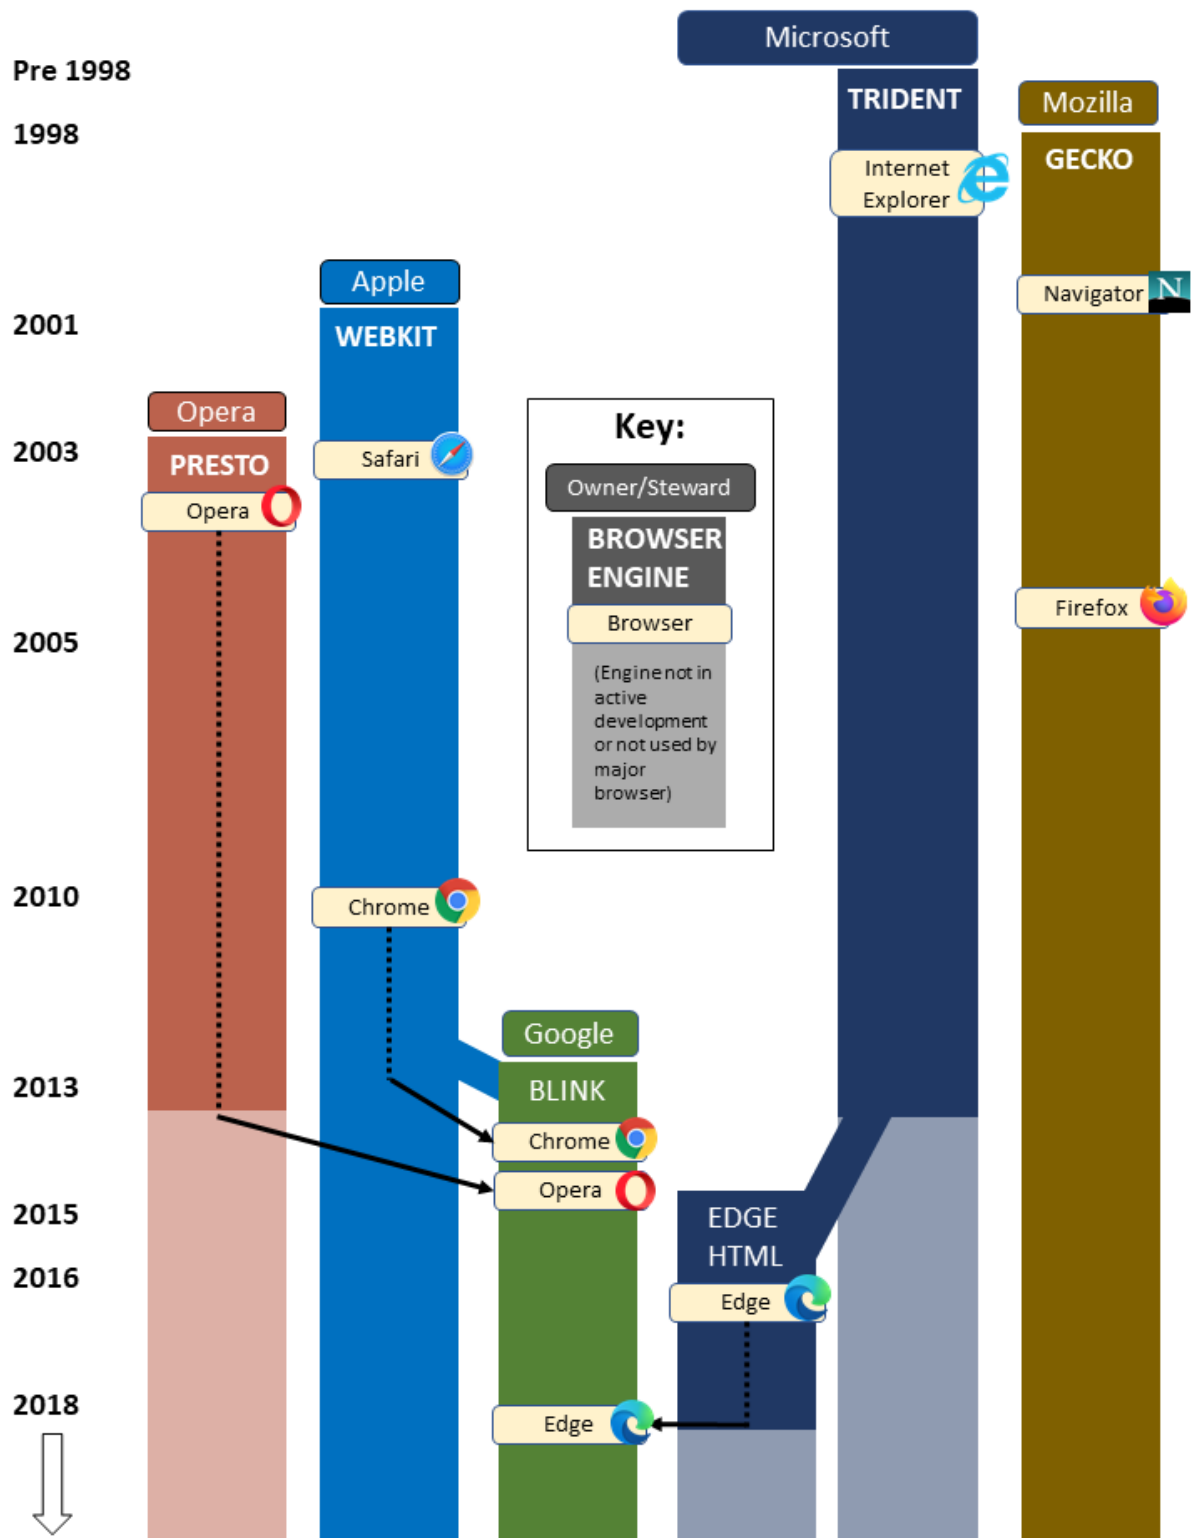 Microsoft
Pre 1998
TRIDENT
Mozilla
1998
GECKO
Internet
Explorer
Apple
Navigator
N
2001
WEBKIT
Opera
Key:
2003
Safari
PRESTO
Owner/Steward
Opera
BROWSER
ENGINE
Firefox
Browser
2005
(Engine not in
active
development
or not used by
major
browser)
2010
Chrome
Google
2013
BLINK
Chrome
Opera
2015
EDGE
HTML
2016
Edge
2018
Edge